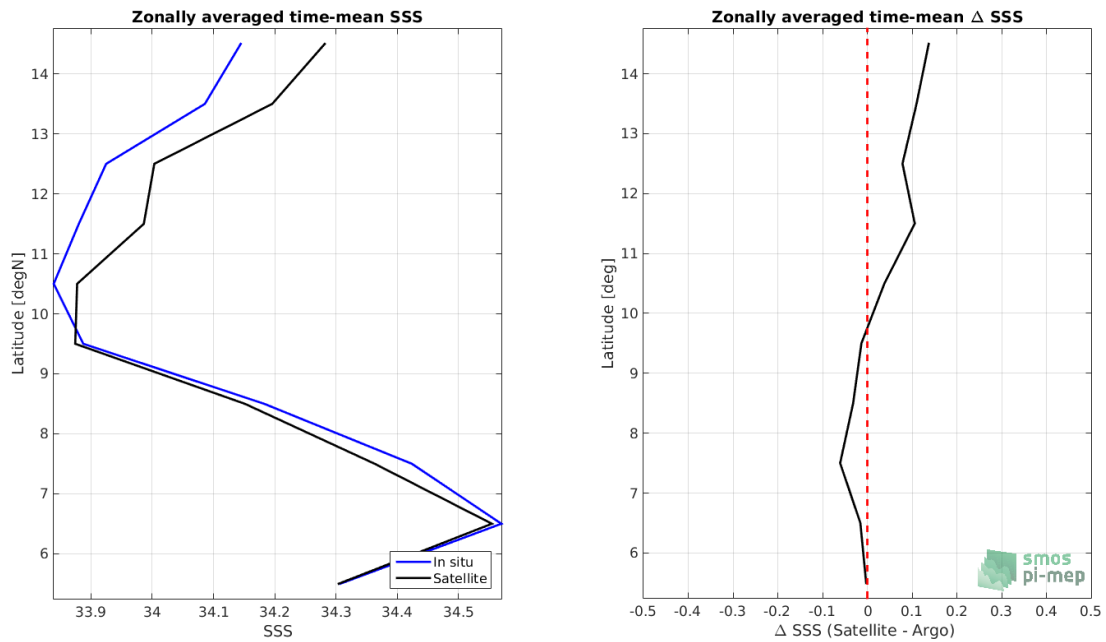 Zonally averaged time-mean SSS
14
13
12
11
10
9
8
7
6
Latitude [degN]
33.9 34 34.1 34.2 34.3 34.4 34.5
SSS
In situ
Satellite
Zonally averaged time-mean Δ SSS
14
13
12
11
10
9
8
7
6
Latitude [deg]
-0.5 -0.4 -0.3 -0.2 -0.1 0 0.1 0.2 0.3 0.4 0.5
Δ SSS (Satellite - Argo)
smos
pi-mep